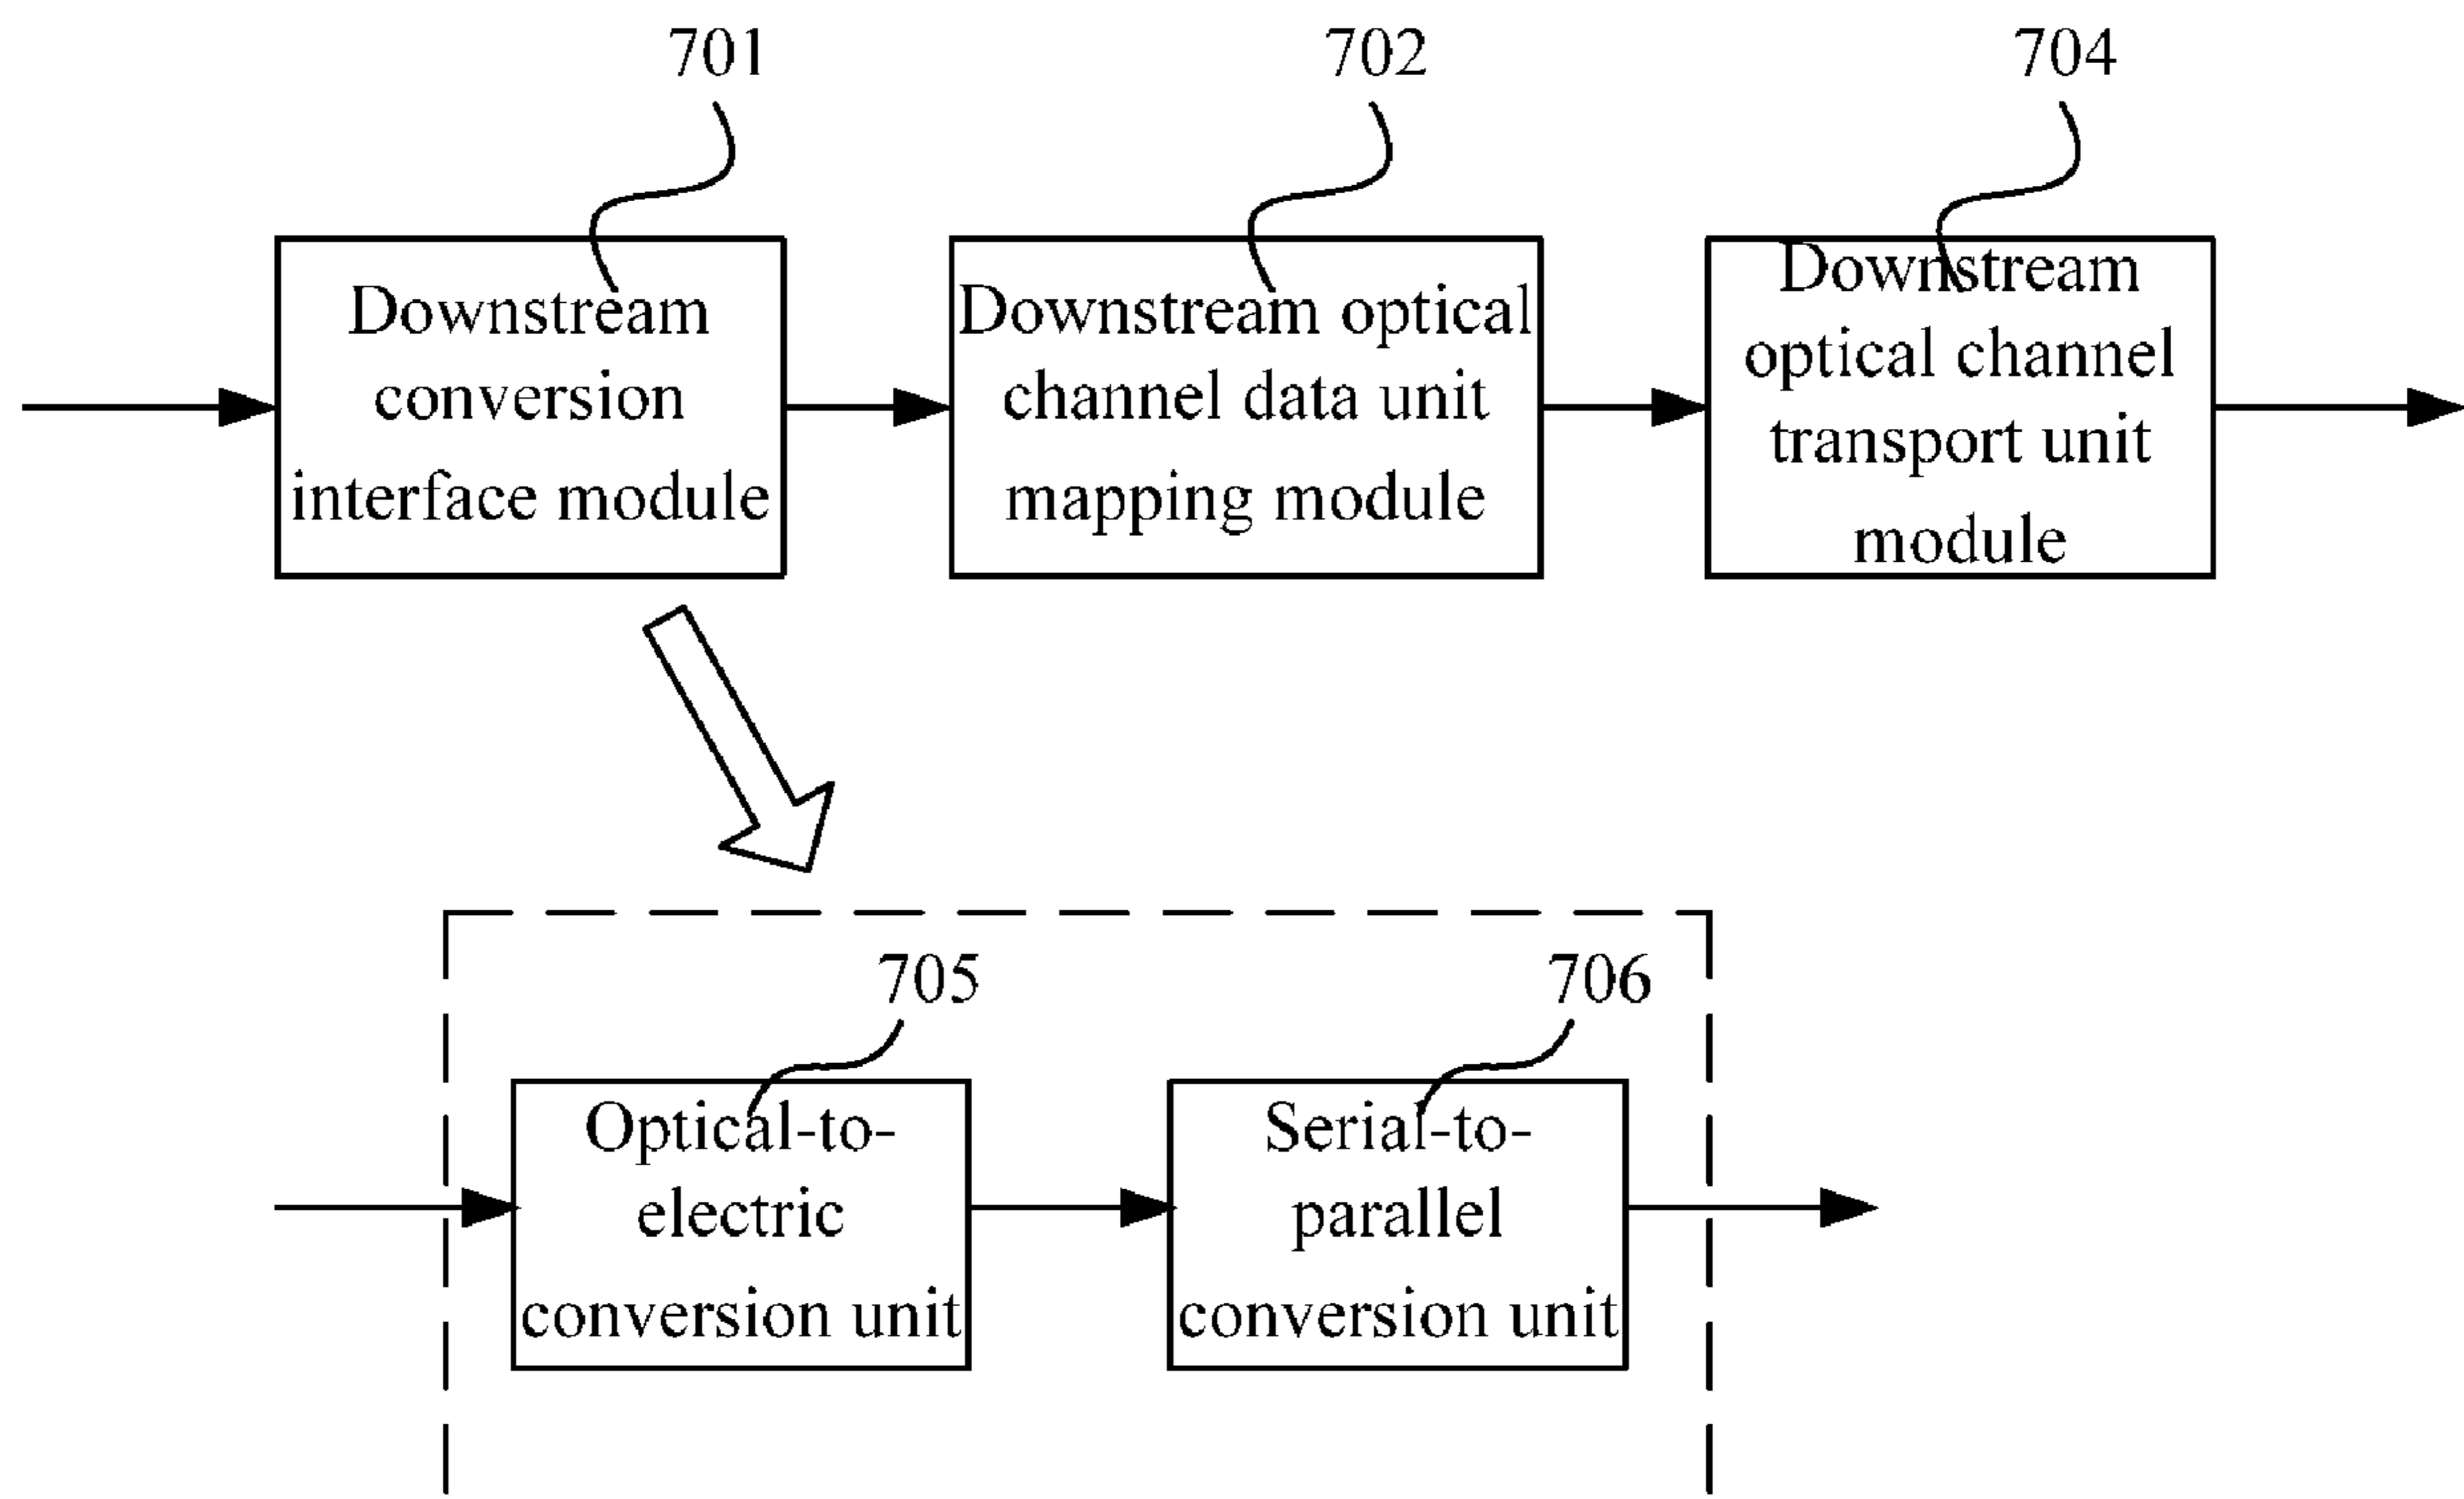 701
702
704
Downstream
conversion
interface module
Downstream optical
channel data unit
mapping module
Downstream
optical channel
transport unit
module
705
706
Optical-to-
electric
conversion unit
Serial-to-
parallel
conversion unit